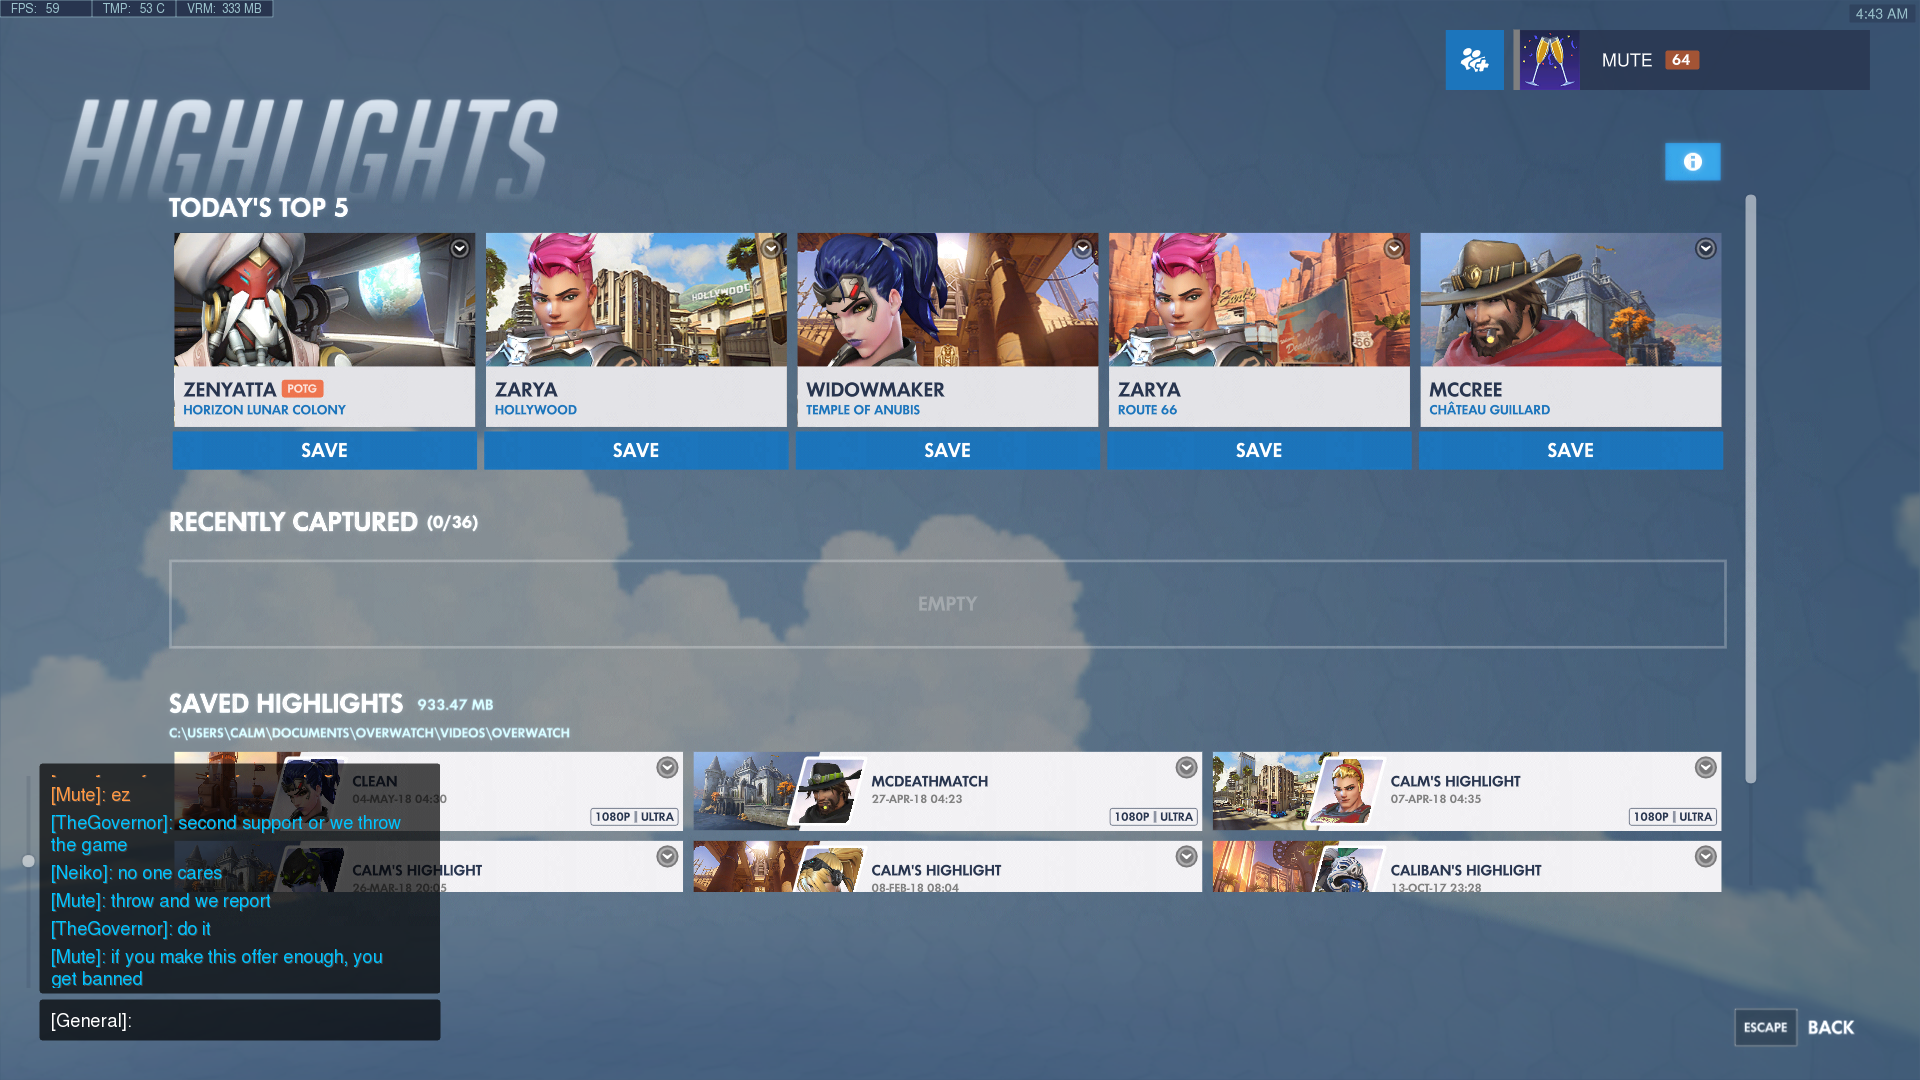 FPS: 59 TMP: 53 C VRM: 333 MB
4:43 AM
MUTE 64
HIGHLIGHTS
TODAY'S TOP 5
HOLLYWOOD
66
ZENYATTA POTG
HORIZON LUNAR COLONY
SAVE
ZARYA
HOLLYWOOD
SAVE
WIDOWMAKER
TEMPLE OF ANUBIS
SAVE
ZARYA
ROUTE 66
SAVE
MCCREE
CHÂTEAU GUILLARD
SAVE
RECENTLY CAPTURED (0/36)
EMPTY
SAVED HIGHLIGHTS 933.47 MB
C:\USERS\CALM\DOCUMENTS\OVERWATCH\VIDEOS\OVERWATCH
CLEAN
04-MAY-18 04:30
1080P | ULTRA
MCDEATHMATCH
27-APR-18 04:23
1080P | ULTRA
CALM'S HIGHLIGHT
07-APR-18 04:35
1080P | ULTRA
CALM'S HIGHLIGHT
26-MAR-18 20:05
CALM'S HIGHLIGHT
08-FEB-18 08:04
CALIBAN'S HIGHLIGHT
13-OCT-17 23:28
[Mute]: ez
[TheGovernor]: second support or we throw
the game
[Neiko]: no one cares
[Mute]: throw and we report
[TheGovernor]: do it
[Mute]: if you make this offer enough, you
get banned
[General]:
ESCAPE BACK